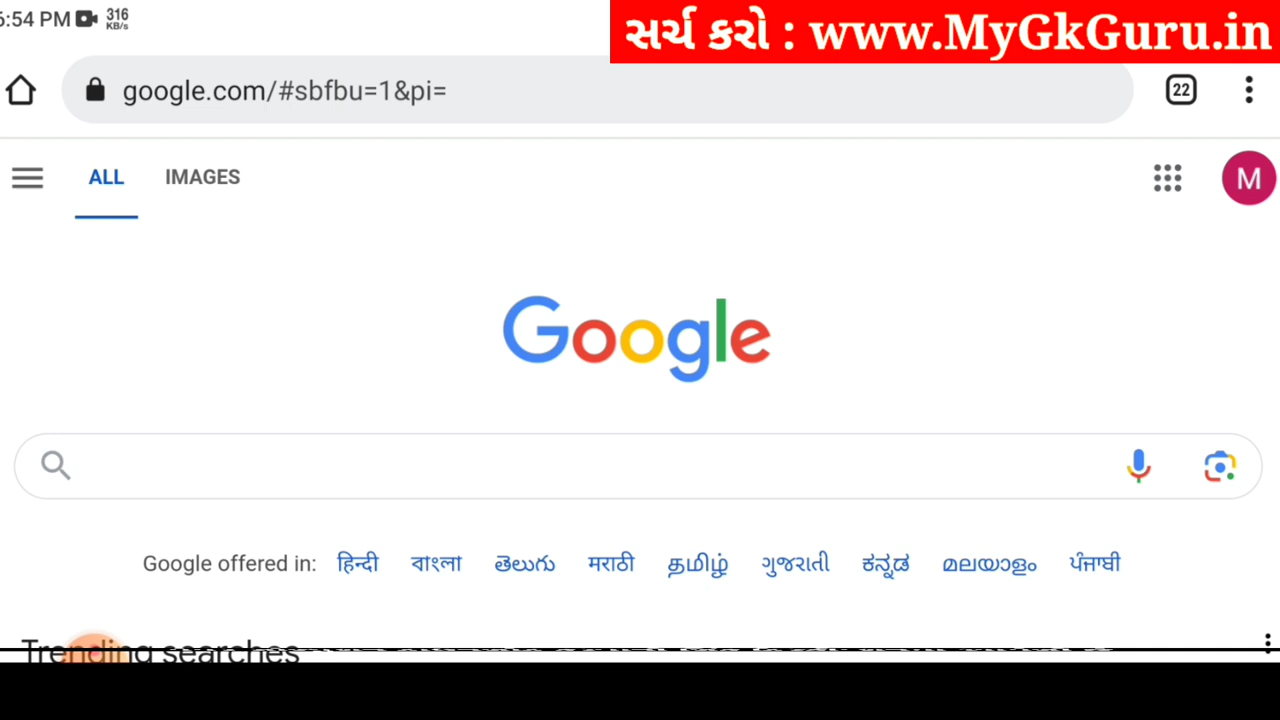 6:54 PM 316 KB/s
સર્ચ કરો : www.MyGkGuru.in
google.com/#sbfbu=1&pi=
22
ALL IMAGES
M
Google
Google offered in: हिन्दी বাংলা తెలుగు मराठी தமிழ் ગુજરાતી ಕನ್ನಡ മലയാളം ਪੰਜਾਬੀ
Trending searches